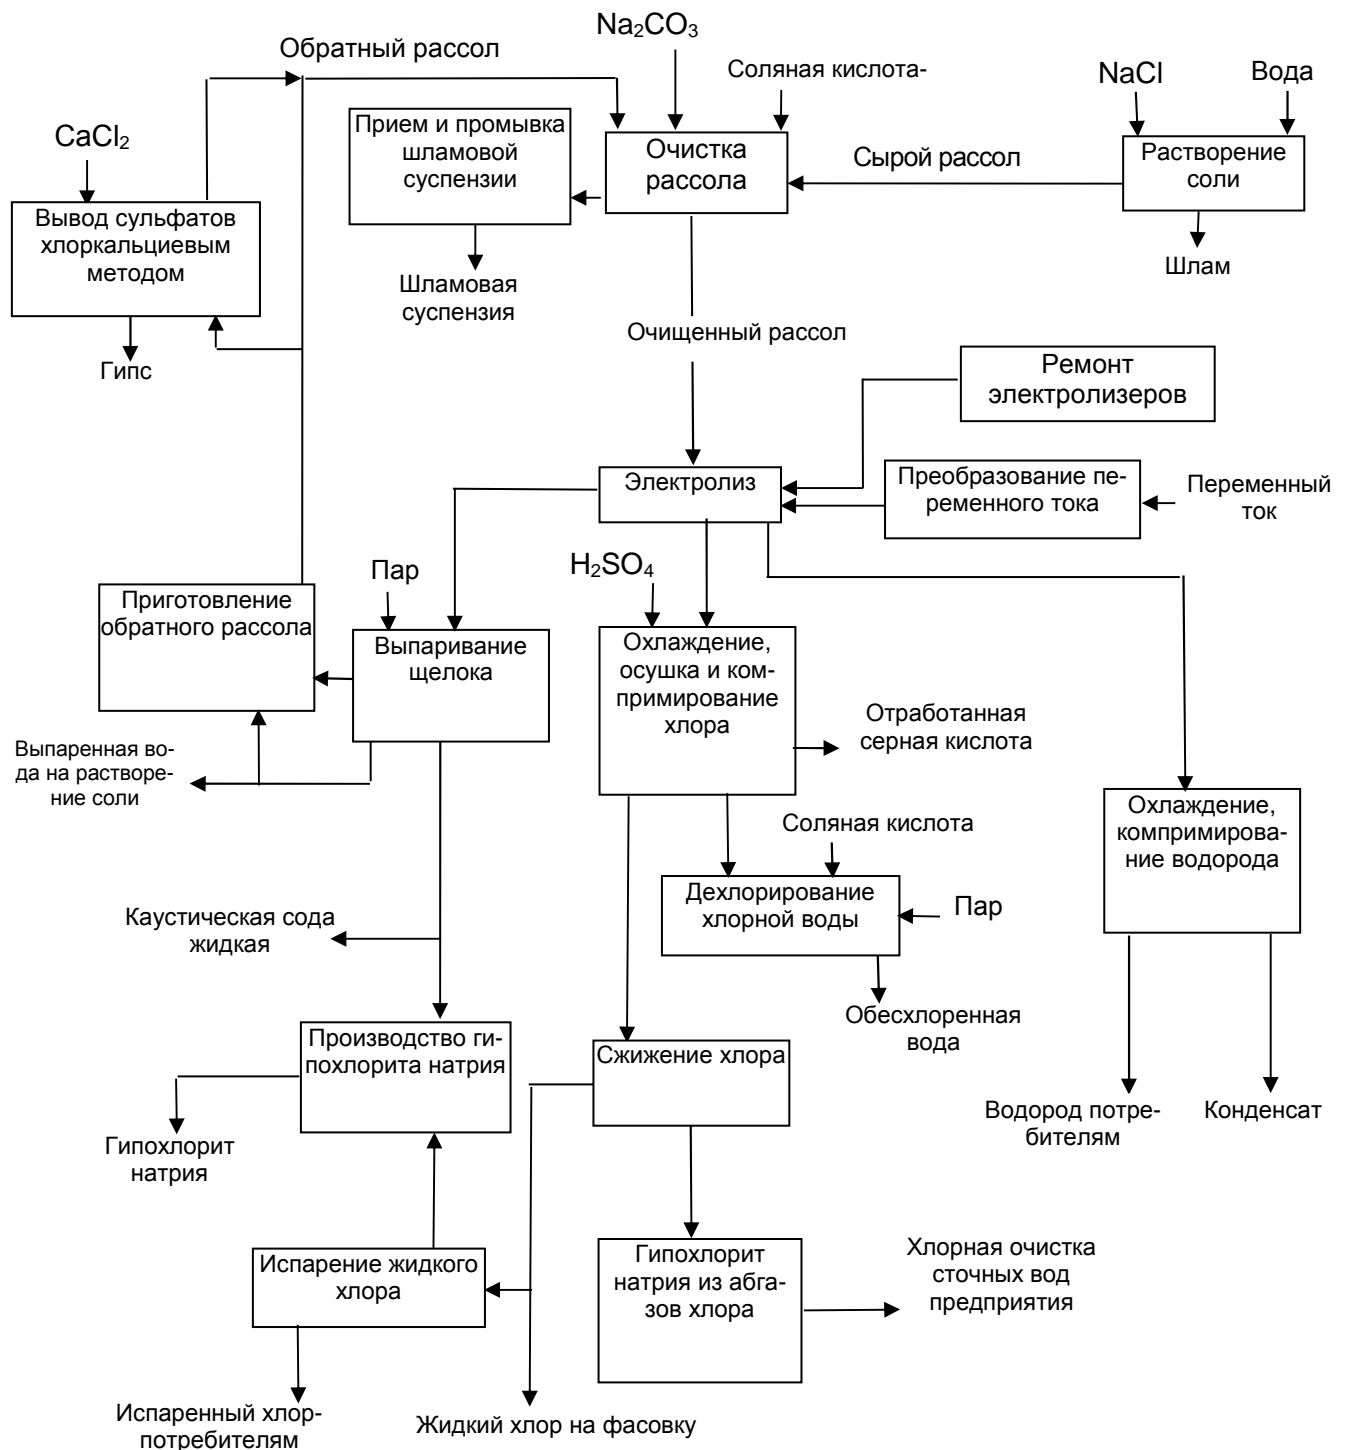 Na₂CO₃
Обратный рассол
Соляная кислота-
NaCl
Вода
CaCl₂
Прием и промывка
шламовой
суспензии
Очистка
рассола
Сырой рассол
Растворение
соли
Вывод сульфатов
хлоркальциевым
методом
Шлам
Шламовая
суспензия
Очищенный рассол
Гипс
Ремонт
электролизеров
Электролиз
Преобразование пе-
ременного тока
Переменный
ток
Пар
H₂SO₄
Приготовление
обратного рассола
Выпаривание
щелока
Охлаждение,
осушка и ком-
примирование
хлора
Отработанная
серная кислота
Выпаренная во-
да на растворе-
ние соли
Соляная кислота
Охлаждение,
компримирова-
ние водорода
Дехлорирование
хлорной воды
Пар
Каустическая сода
жидкая
Обесхлоренная
вода
Производство ги-
похлорита натрия
Сжижение хлора
Водород потре-
бителям
Конденсат
Гипохлорит
натрия
Испарение жидкого
хлора
Гипохлорит
натрия из абга-
зов хлора
Хлорная очистка
сточных вод
предприятия
Испаренный хлор-
потребителям
Жидкий хлор на фасовку